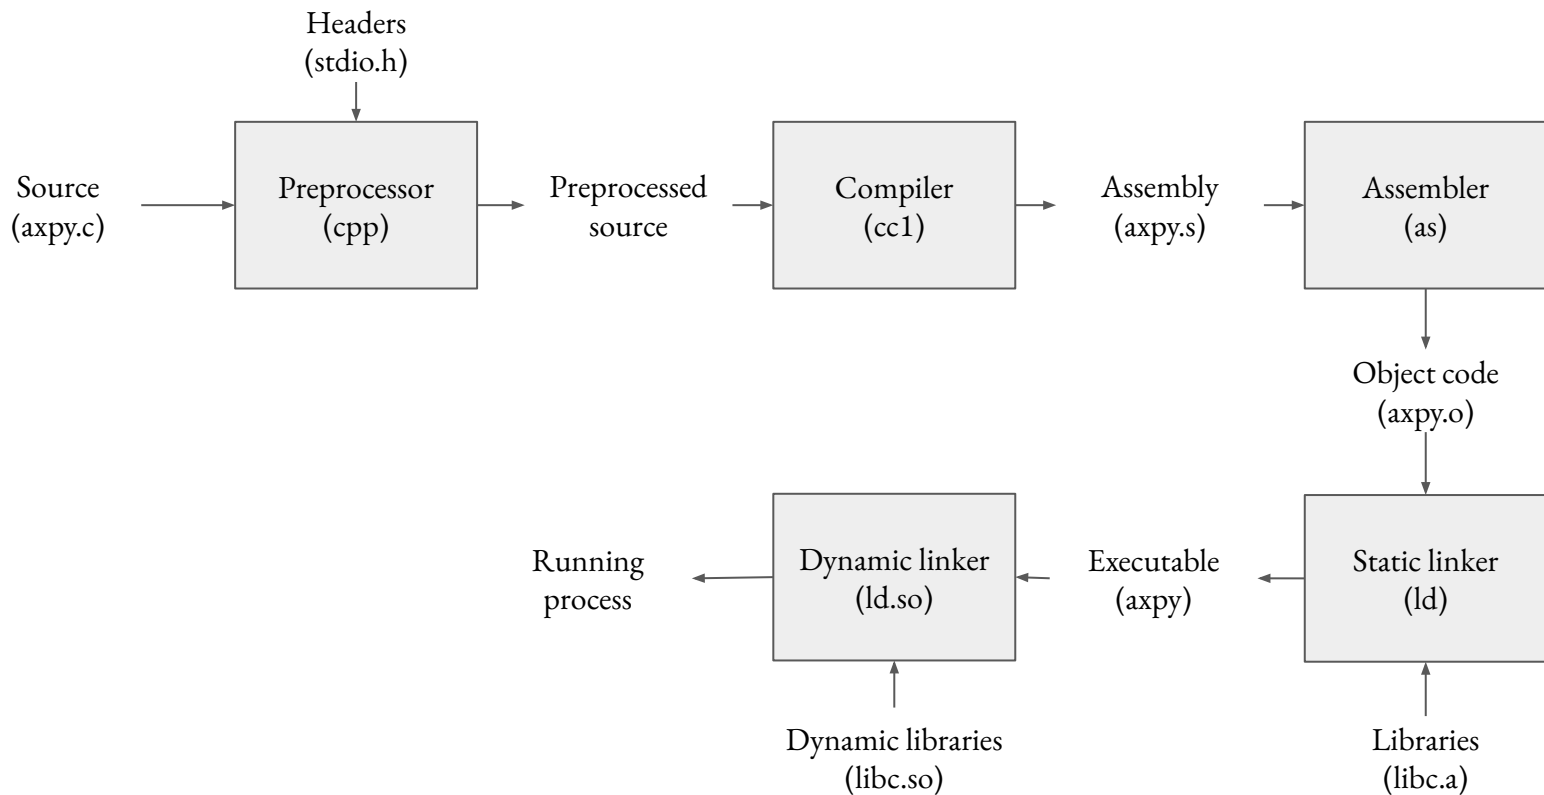 Headers
(stdio.h)
Source
(axpy.c)
Preprocessor
(cpp)
Preprocessed
source
Compiler
(cc1)
Assembly
(axpy.s)
Assembler
(as)
Object code
(axpy.o)
Static linker
(ld)
Libraries
(libc.a)
Executable
(axpy)
Dynamic linker
(ld.so)
Dynamic libraries
(libc.so)
Running
process